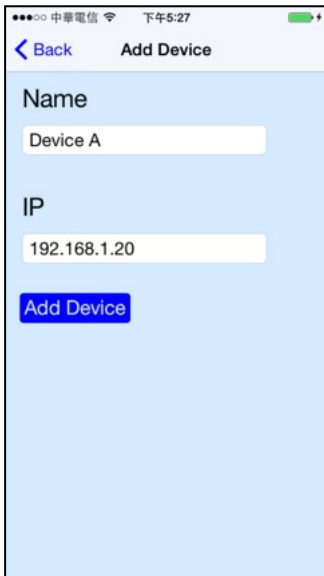 中華電信 下午5:27
Back Add Device
Name
Device A
IP
192.168.1.20
Add Device